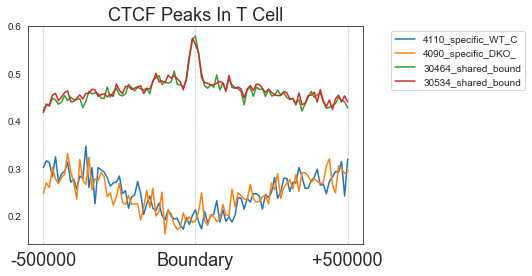 CTCF Peaks In T Cell
0.6
0.5
0.4
0.3
0.2
-500000
Boundary
+500000
4110_specific_WT_C
4090_specific_DKO_
30464_shared_bound
30534_shared_bound